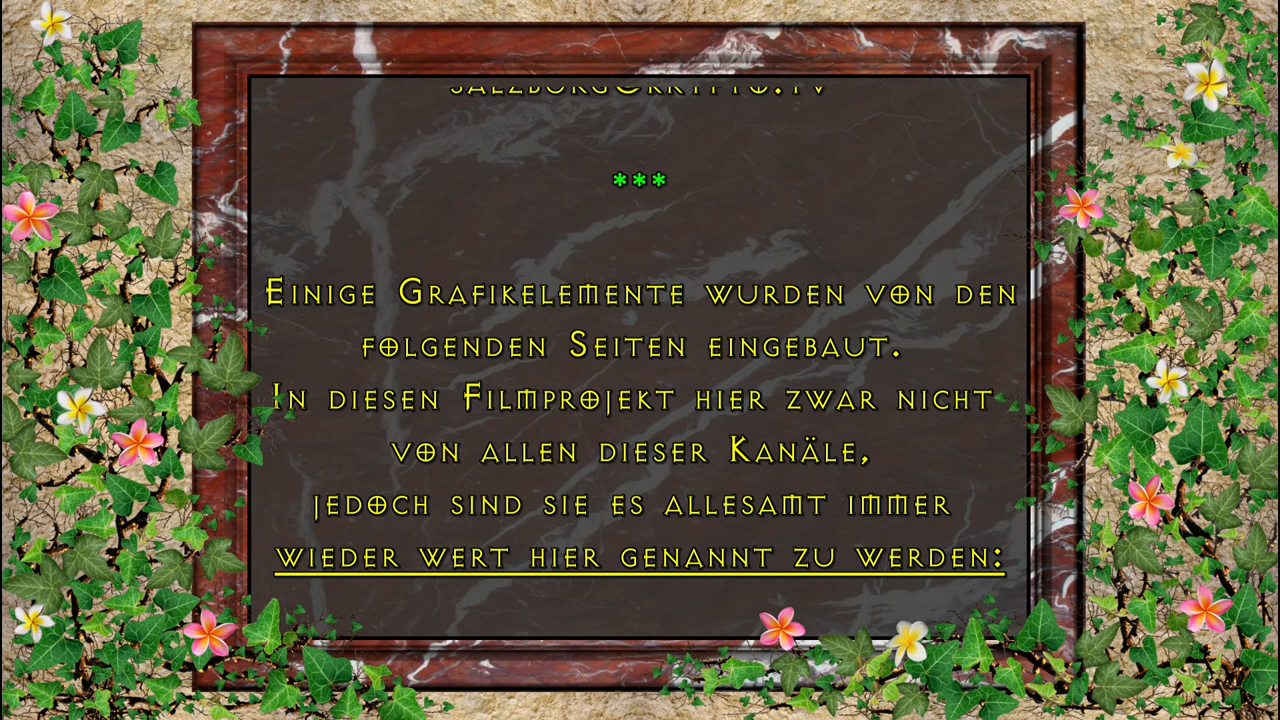 ***
Einige Grafikelemente wurden von den
folgenden Seiten eingebaut.
In diesen Filmprojekt hier zwar nicht
von allen dieser Kanäle,
jedoch sind sie es allesamt immer
wieder wert hier genannt zu werden: